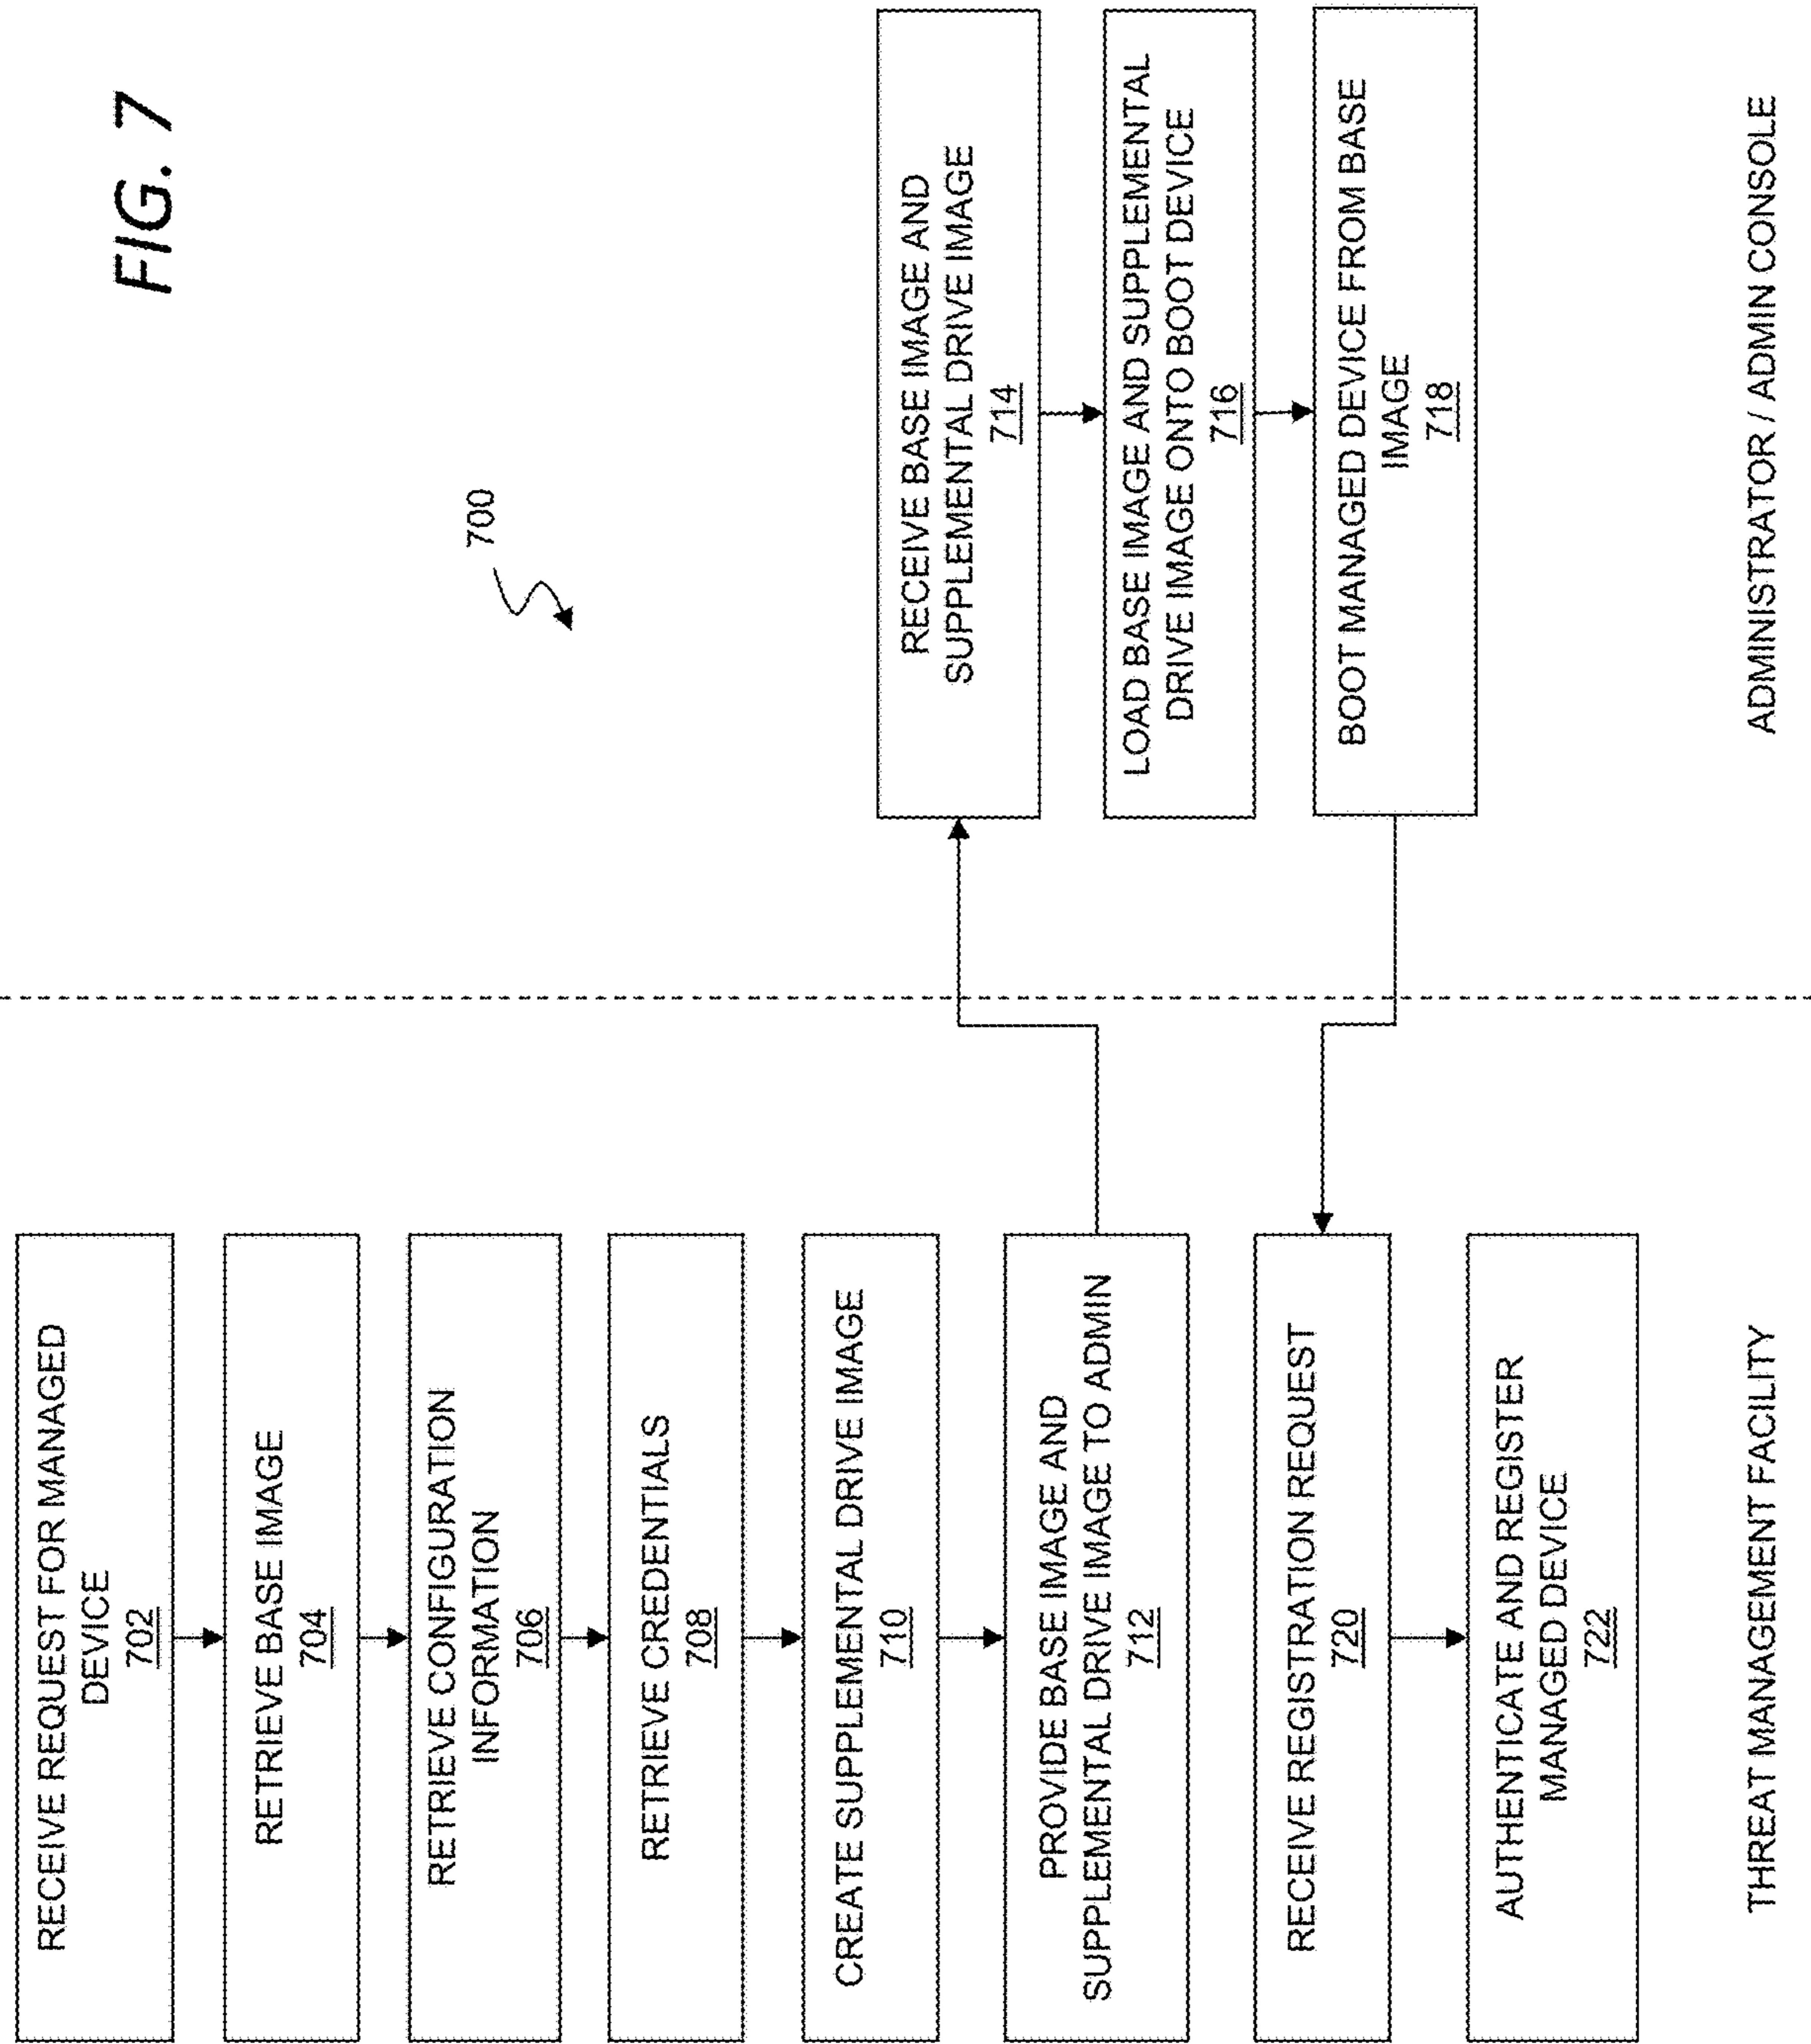 FIG. 7
700
RECEIVE REQUEST FOR MANAGED
DEVICE
702
RETRIEVE BASE IMAGE
704
RETRIEVE CONFIGURATION
INFORMATION
706
RETRIEVE CREDENTIALS
708
CREATE SUPPLEMENTAL DRIVE IMAGE
710
PROVIDE BASE IMAGE AND
SUPPLEMENTAL DRIVE IMAGE TO ADMIN
712
RECEIVE BASE IMAGE AND
SUPPLEMENTAL DRIVE IMAGE
714
LOAD BASE IMAGE AND SUPPLEMENTAL
DRIVE IMAGE ONTO BOOT DEVICE
716
BOOT MANAGED DEVICE FROM BASE
IMAGE
718
RECEIVE REGISTRATION REQUEST
720
AUTHENTICATE AND REGISTER
MANAGED DEVICE
722
THREAT MANAGEMENT FACILITY
ADMINISTRATOR / ADMIN CONSOLE